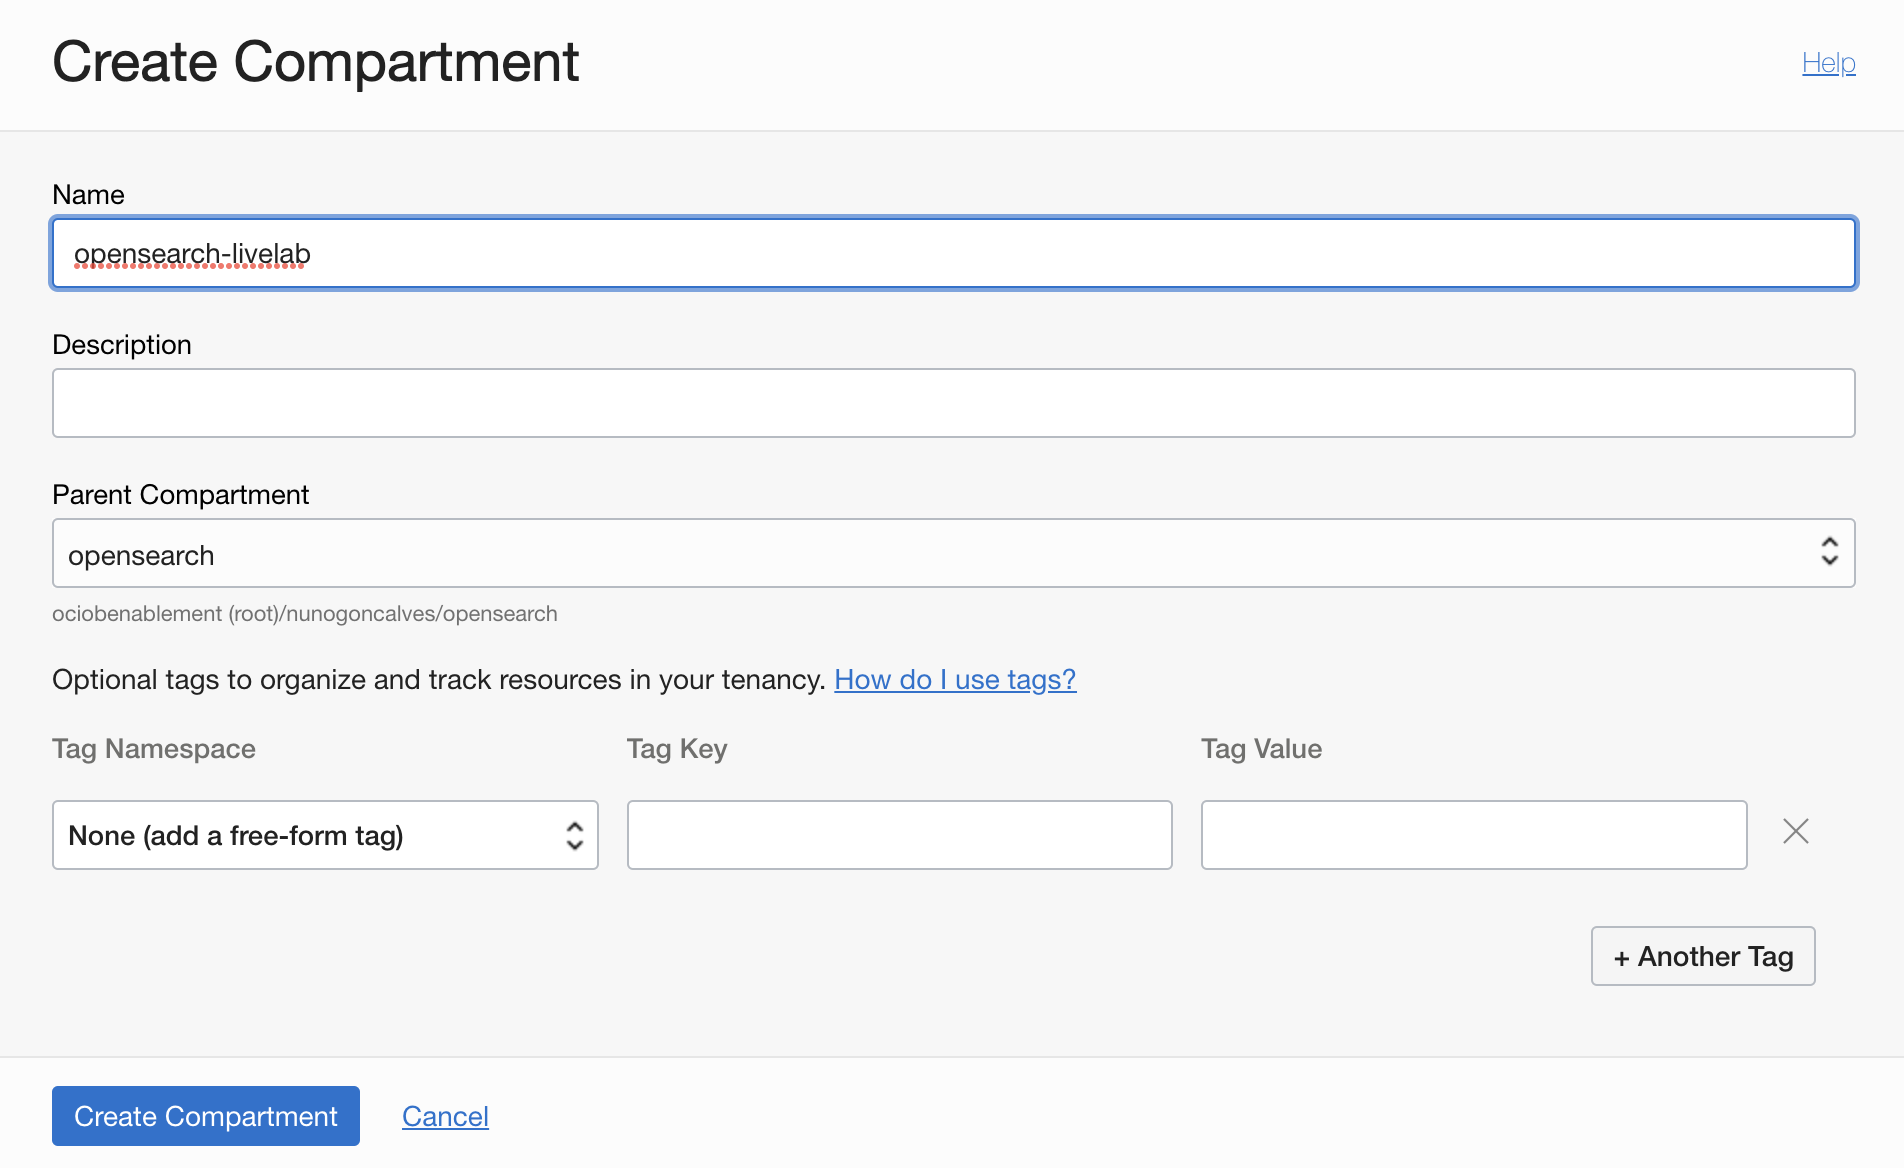 Create Compartment
Help
Name
opensearch-livelab
Description
Parent Compartment
opensearch
ociobenablement (root)/nunogoncalves/opensearch
Optional tags to organize and track resources in your tenancy. How do I use tags?
Tag Namespace Tag Key Tag Value
None (add a free-form tag)
+ Another Tag
Create Compartment Cancel